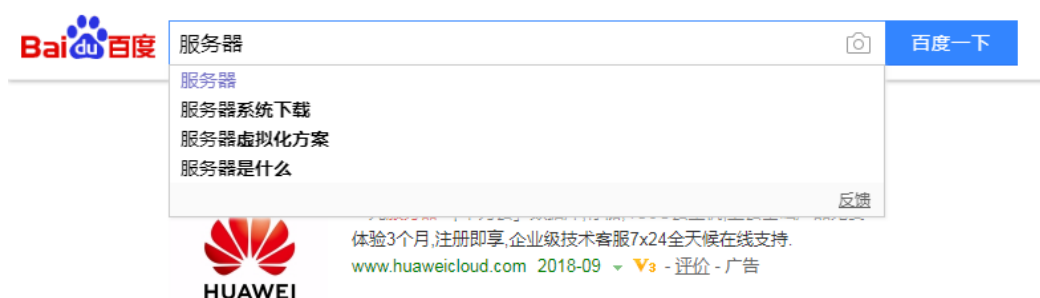 Bai du 百度 服务器 百度一下
服务器
服务器系统下载
服务器虚拟化方案
服务器是什么
反馈
体验3个月,注册即享,企业级技术客服7x24全天候在线支持.
www.huaweicloud.com 2018-09 V3 - 评价 - 广告
HUAWEI